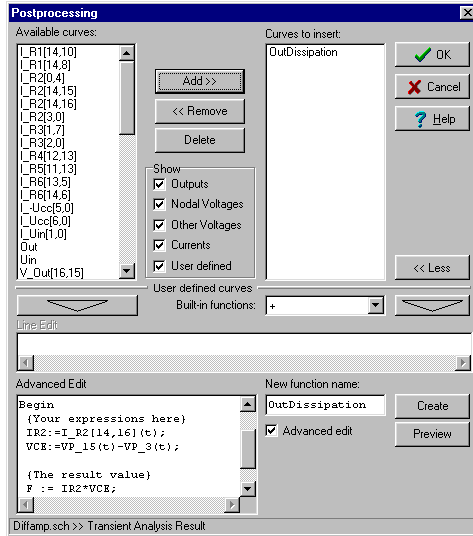 Postprocessing
Available curves:
I_R1[14,10]
I_R1[14,8]
I_R2[0,4]
I_R2[14,15]
I_R2[14,16]
I_R2[3,0]
I_R3[1,7]
I_R3[2,0]
I_R4[12,13]
I_R5[11,13]
I_R6[13,5]
I_R6[14,6]
I_-Ucc[5,0]
I_Ucc[6,0]
I_Uin[1,0]
Out
Uin
V_Out[16,15]
Add >>
<< Remove
Delete
Show
Outputs
Nodal Voltages
Other Voltages
Currents
User defined
Curves to insert:
OutDissipation
OK
Cancel
? Help
<< Less
User defined curves
Built-in functions:
+
Line Edit
Advanced Edit
Begin
{Your expressions here}
IR2:=I_R2[14,16](t);
VCE:=VP_15(t)-VP_3(t);
{The result value}
F := IR2*VCE;
New function name:
OutDissipation
Create
Advanced edit
Preview
Diffamp.sch >> Transient Analysis Result